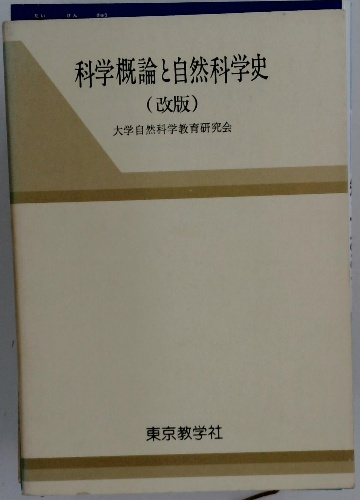 科学概論と自然科学史
(改版)
大学自然科学教育研究会
東京教学社